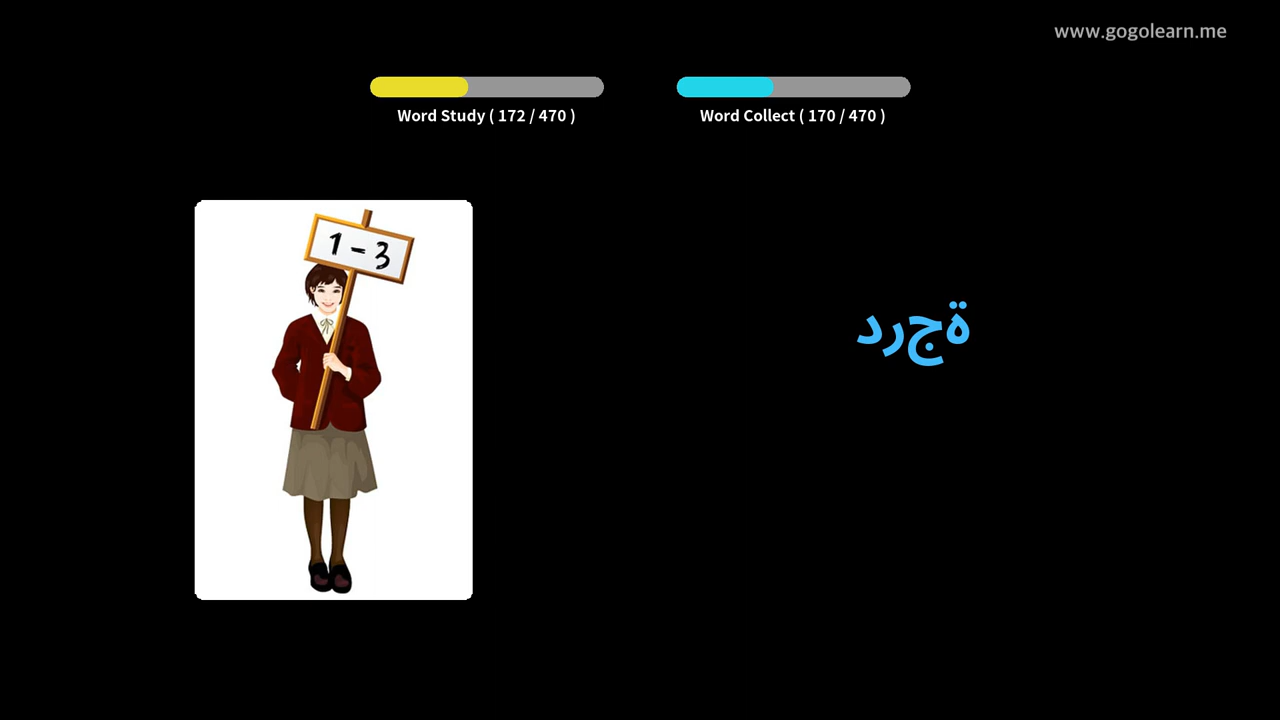 www.gogolearn.me
Word Study ( 172 / 470 )
Word Collect ( 170 / 470 )
1 - 3
ةجرد